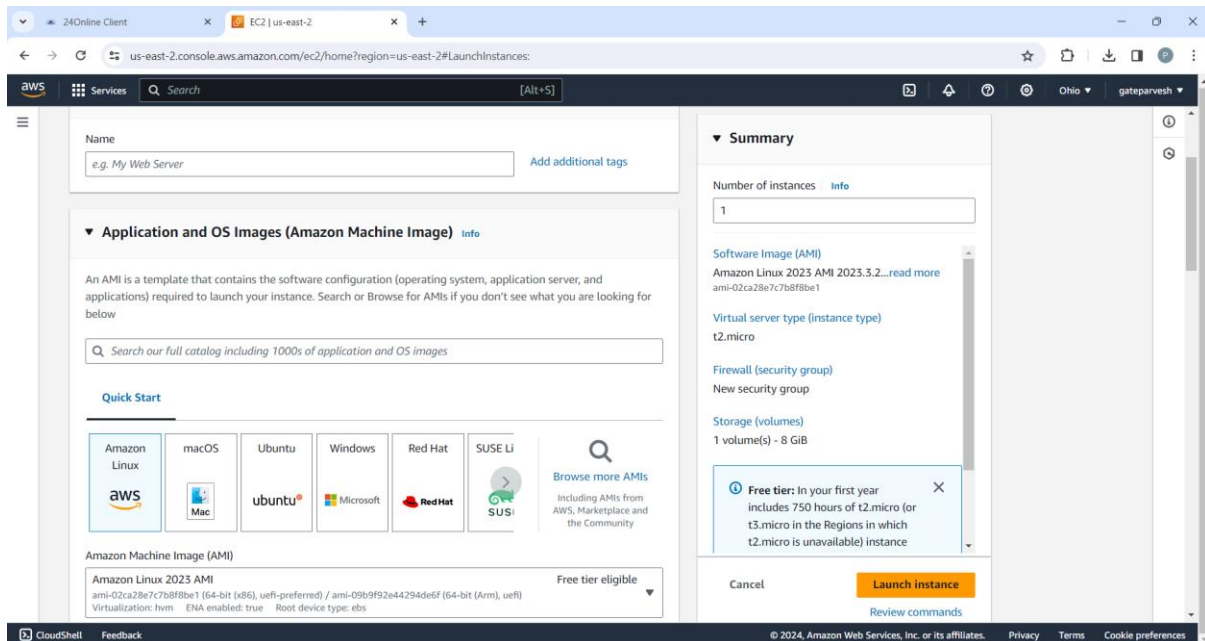 24Online Client
EC2 | us-east-2
us-east-2.console.aws.amazon.com/ec2/home?region=us-east-2#LaunchInstances:
P
aws
Services
Search
[Alt+S]
Ohio
gateparvesh
Name
e.g. My Web Server
Add additional tags
Application and OS Images (Amazon Machine Image) Info
An AMI is a template that contains the software configuration (operating system, application server, and
applications) required to launch your instance. Search or Browse for AMIs if you don't see what you are looking for
below
Search our full catalog including 1000s of application and OS images
Quick Start
Amazon
Linux
aws
macOS
Mac
Ubuntu
ubuntu
Windows
Microsoft
Red Hat
Red Hat
SUSE Li
SUS
Browse more AMIs
Including AMIs from
AWS, Marketplace and
the Community
Amazon Machine Image (AMI)
Amazon Linux 2023 AMI
Free tier eligible
ami-02ca28e7c7b8f8be1 (64-bit (x86), uefi-preferred) / ami-09b9f92e44294de6f (64-bit (Arm), uefi)
Virtualization: hvm ENA enabled: true Root device type: ebs
Summary
Number of instances Info
1
Software Image (AMI)
Amazon Linux 2023 AMI 2023.3.2...read more
ami-02ca28e7c7b8f8be1
Virtual server type (instance type)
t2.micro
Firewall (security group)
New security group
Storage (volumes)
1 volume(s) - 8 GiB
Free tier: In your first year
includes 750 hours of t2.micro (or
t3.micro in the Regions in which
t2.micro is unavailable) instance
Cancel
Launch instance
Review commands
CloudShell
Feedback
© 2024, Amazon Web Services, Inc. or its affiliates.
Privacy
Terms
Cookie preferences